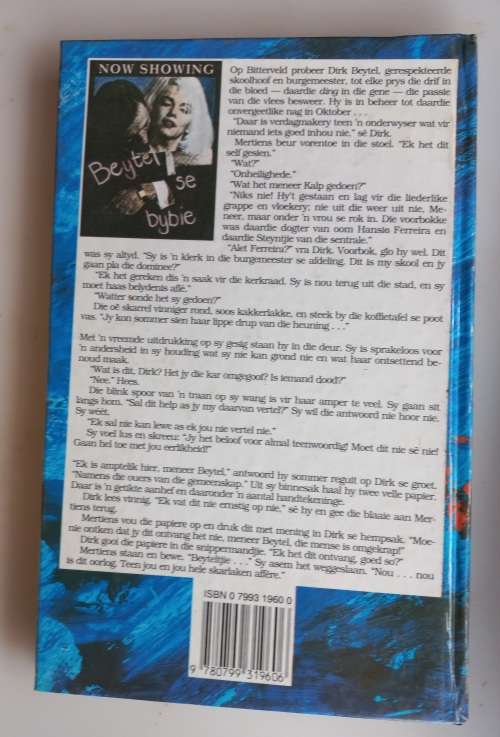 NOW SHOWING
Beytel
se
bybie
Op Bitterveld probeer Dirk Beytel, gerespekteerde
skoolhoof en burgemeester, tot elke prys die drif in
die bloed — daardie ding in die gene — die passie
van die vlees besweer. Hy is in beheer tot daardie
onvergeetlike nag in Oktober . . .
"Daar is verdagmakery teen 'n onderwyser wat vir
niemand iets goed inhou nie," sê Dirk.
Mertiens beur vorentoe in die stoel. "Ek het dit
self gesien."
"Wat?"
"Onheilighede."
"Wat het meneer Kalp gedoen?"
"Niks nie! Hy't gestaan en lag vir die liederlike
grappe en vloekery; nie uit die weer uit nie, Me-
neer, maar onder 'n vrou se rok in. Die voorbokke
was daardie dogter van oom Hansie Ferreira en
daardie Steyntjie van die sentrale."
"Alet Ferreira?" vra Dirk. Voorbok, glo hy wel. Dit
was sy altyd. "Sy is 'n klerk in die burgemeester se afdeling. Dit is my skool en jy
gaan pla die dominee?"
"Ek het gereken dis 'n saak vir die kerkraad. Sy is nou terug uit die stad, en sy
moet haas belydenis aflê."
"Watter sonde het sy gedoen?"
Die oë skarrel vinniger rond, soos kakkerlakke, en steek by die koffietafel se poot
vas. "Jy kon sommer sien haar lippe drup van die heuning . . ."
Met 'n vreemde uitdrukking op sy gesig staan hy in die deur. Sy is sprakeloos voor
'n andersheid in sy houding wat sy nie kan grond nie en wat haar ontsettend be-
noud maak.
"Wat is dit, Dirk? Het jy die kar omgegooi? Is iemand dood?"
"Nee." Hees.
Die blink spoor van 'n traan op sy wang is vir haar amper te veel. Sy gaan sit
langs hom. "Sal dit help as jy my daarvan vertel?" Sy wil die antwoord nie hoor nie.
Sy wéét.
"Ek sal nie kan lewe as ek jou nie vertel nie."
Sy voel lus en skreeu: "Jy het beloof voor almal teenwoordig! Moet dit nie sê nie!
Gaan hel toe met jou eerlikheid!"
"Ek is amptelik hier, meneer Beytel," antwoord hy sommer reguit op Dirk se groet.
"Namens die ouers van die gemeenskap." Uit sy binnesak haal hy twee velle papier.
Daar is 'n getikte aanhef en daaronder 'n aantal handtekeninge.
Dirk lees vinnig. "Ek vat dit nie ernstig op nie," sê hy en gee die blaaie aan Mer-
tiens terug.
Mertiens vou die papiere op en druk dit met mening in Dirk se hempsak. "Moe-
nie ontken dat jy dit ontvang het nie, meneer Beytel, die mense is omgekrap!"
Dirk gooi die papiere in die snippermandjie. "Ek het dit ontvang, goed so?"
Mertiens staan en bewe. "Beyteltjie . . ." Sy asem het weggeslaan. "Nou . . . nou
is dit oorlog. Teen jou en jou hele skarlaken affêre."
ISBN 0 7993 1960 0
9 780799 319606